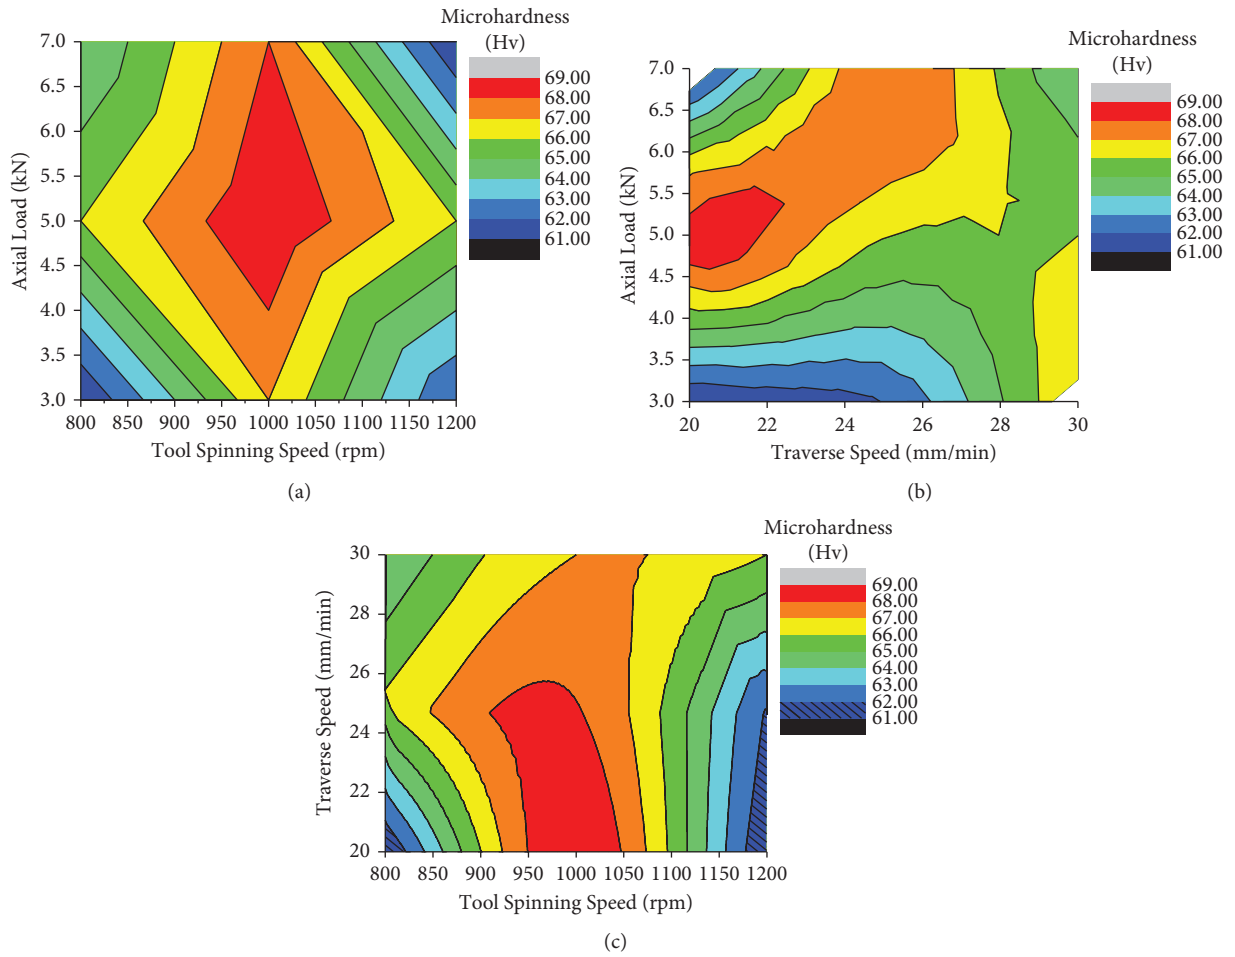 Microhardness
(Hv)
7.0
6.5
6.0
5.5
5.0
4.5
4.0
3.5
3.0
Axial Load (kN)
800 850 900 950 1000 1050 1100 1150 1200
Tool Spinning Speed (rpm)
69.00
68.00
67.00
66.00
65.00
64.00
63.00
62.00
61.00
(a)
Microhardness
(Hv)
7.0
6.5
6.0
5.5
5.0
4.5
4.0
3.5
3.0
Axial Load (kN)
20 22 24 26 28 30
Traverse Speed (mm/min)
69.00
68.00
67.00
66.00
65.00
64.00
63.00
62.00
61.00
(b)
Microhardness
(Hv)
30
28
26
24
22
20
Traverse Speed (mm/min)
800 850 900 950 1000 1050 1100 1150 1200
Tool Spinning Speed (rpm)
69.00
68.00
67.00
66.00
65.00
64.00
63.00
62.00
61.00
(c)